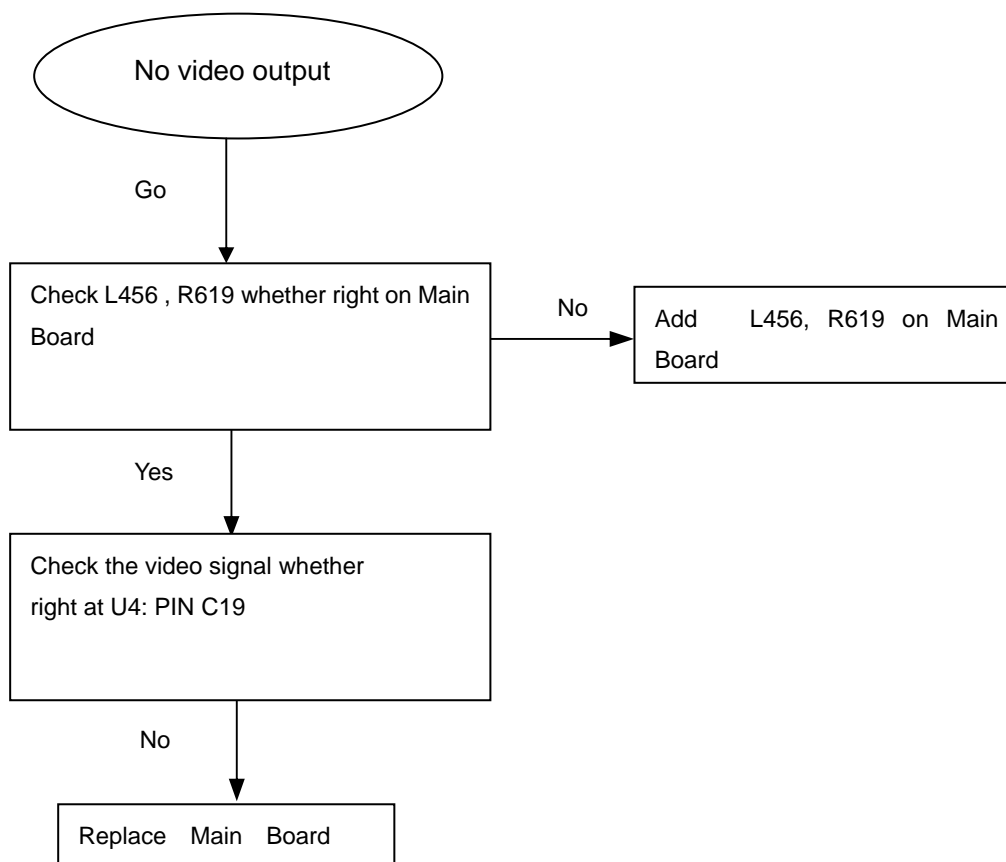 No video output
Go
Check L456 , R619 whether right on Main
Board
No
Add L456, R619 on Main
Board
Yes
Check the video signal whether
right at U4: PIN C19
No
Replace Main Board